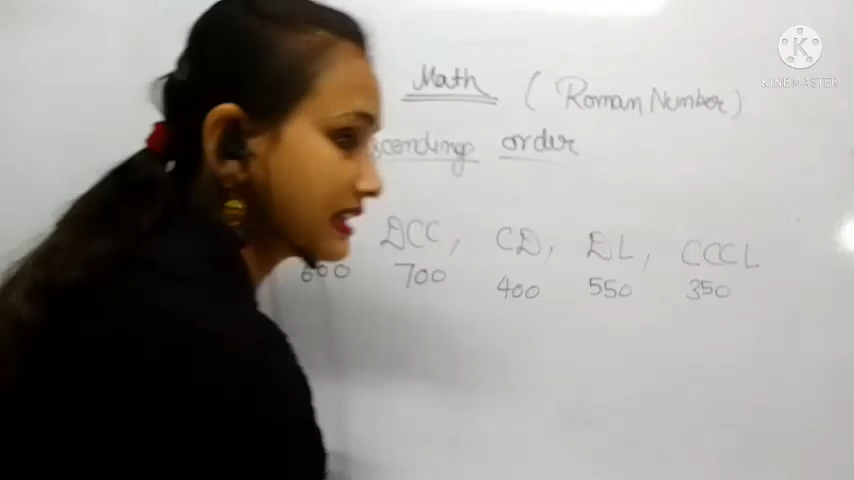 KINEMASTER
Math ( Roman Number )
order
DCC, CD, DL, CCCL
600 700 400 550 350